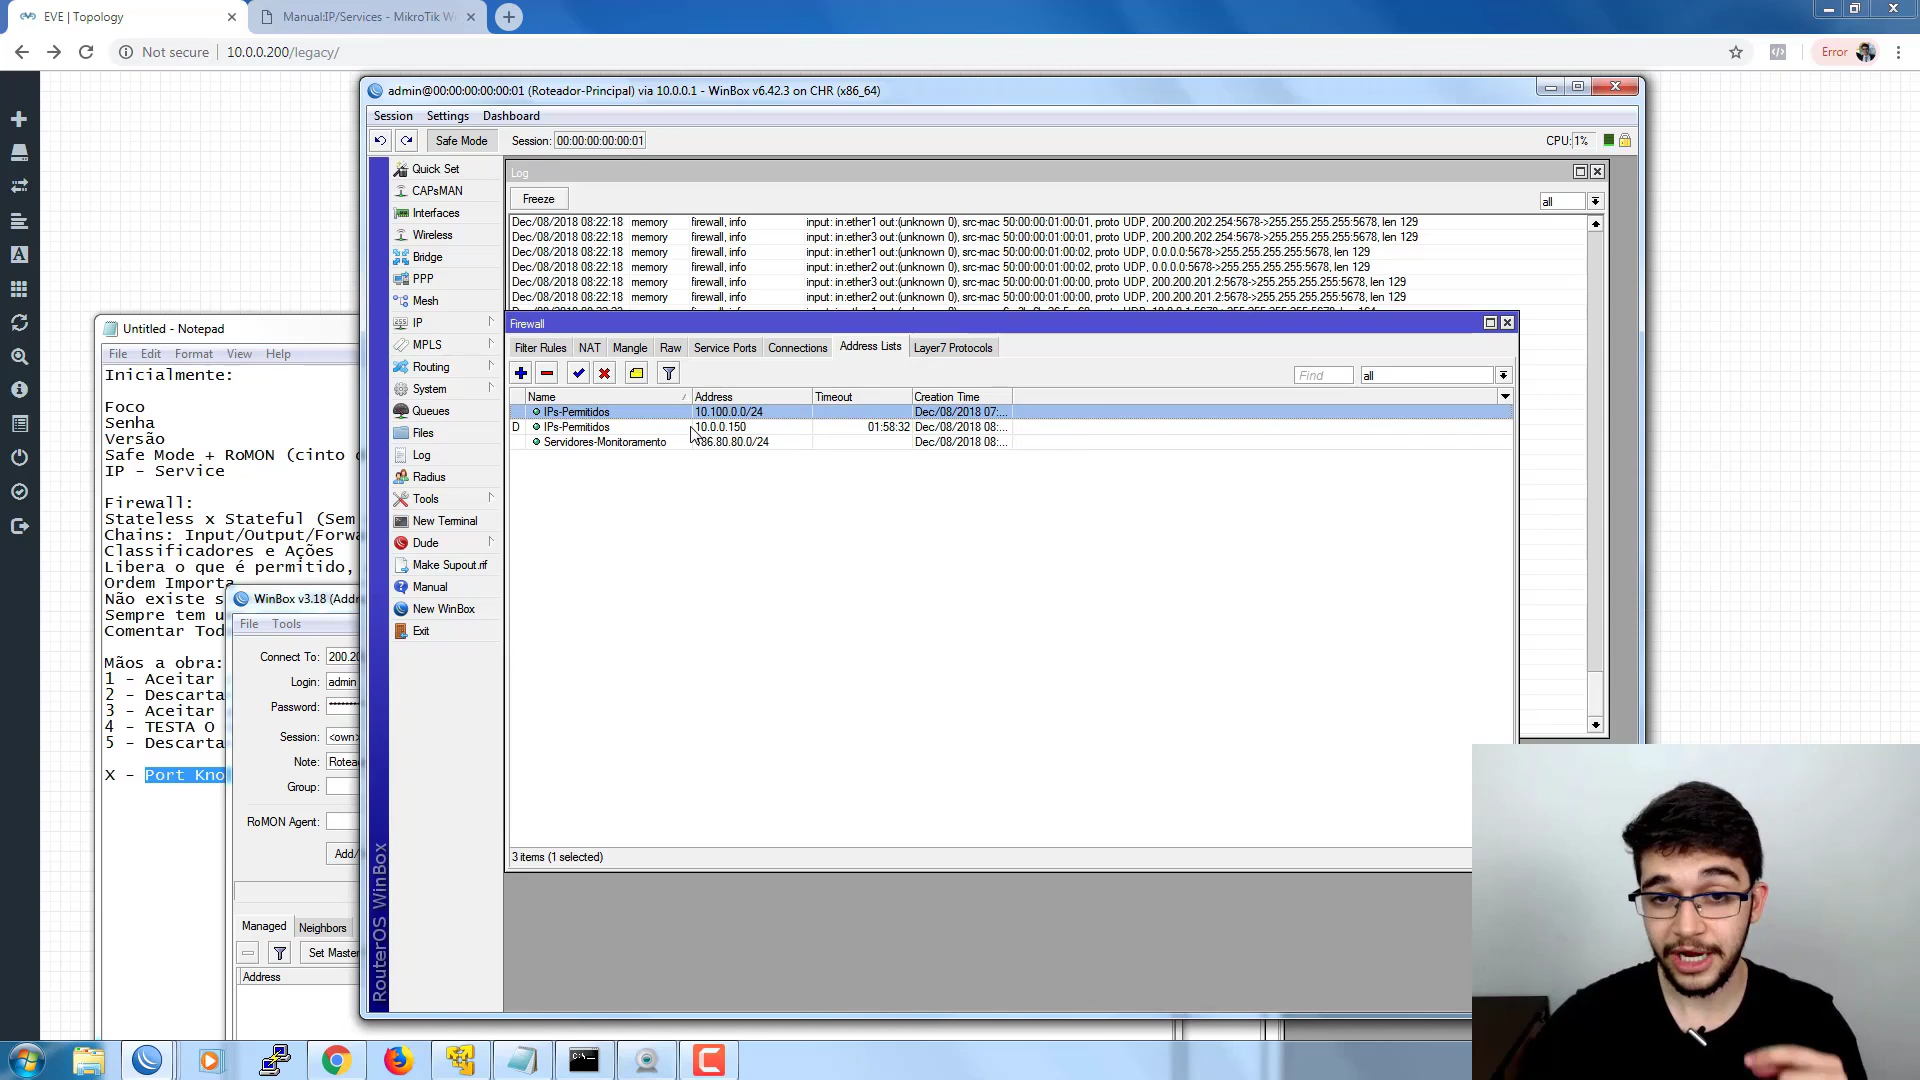 EVE | Topology
Manual:IP/Services - MikroTik W
Not secure
10.0.0.200/legacy/
Error
admin@00:00:00:00:00:01 (Roteador-Principal) via 10.0.0.1 - WinBox v6.42.3 on CHR (x86_64)
Session Settings Dashboard
Safe Mode
Session: 00:00:00:00:00:01
CPU: 1%
Quick Set
CAPsMAN
Interfaces
Wireless
Bridge
PPP
Mesh
IP
MPLS
Routing
System
Queues
Files
Log
Radius
Tools
New Terminal
Dude
Make Supout.rif
Manual
New WinBox
Exit
RouterOS WinBox
Log
Freeze
all
Dec/08/2018 08:22:18 memory firewall, info input: in:ether1 out:(unknown 0), src-mac 50:00:00:01:00:01, proto UDP, 200.200.202.254:5678->255.255.255.255:5678, len 129
Dec/08/2018 08:22:18 memory firewall, info input: in:ether3 out:(unknown 0), src-mac 50:00:00:01:00:01, proto UDP, 200.200.202.254:5678->255.255.255.255:5678, len 129
Dec/08/2018 08:22:18 memory firewall, info input: in:ether1 out:(unknown 0), src-mac 50:00:00:01:00:02, proto UDP, 0.0.0.0:5678->255.255.255.255:5678, len 129
Dec/08/2018 08:22:18 memory firewall, info input: in:ether2 out:(unknown 0), src-mac 50:00:00:01:00:02, proto UDP, 0.0.0.0:5678->255.255.255.255:5678, len 129
Dec/08/2018 08:22:18 memory firewall, info input: in:ether3 out:(unknown 0), src-mac 50:00:00:01:00:00, proto UDP, 200.200.201.2:5678->255.255.255.255:5678, len 129
Dec/08/2018 08:22:18 memory firewall, info input: in:ether2 out:(unknown 0), src-mac 50:00:00:01:00:00, proto UDP, 200.200.201.2:5678->255.255.255.255:5678, len 129
Firewall
Filter Rules NAT Mangle Raw Service Ports Connections Address Lists Layer7 Protocols
Find
all
Name Address Timeout Creation Time
IPs-Permitidos 10.100.0.0/24 Dec/08/2018 07:...
D IPs-Permitidos 10.0.0.150 01:58:32 Dec/08/2018 08:...
Servidores-Monitoramento 86.80.80.0/24 Dec/08/2018 08:...
3 items (1 selected)
Untitled - Notepad
File Edit Format View Help
Inicialmente:
Foco
Senha
Versão
Safe Mode + RoMON (cinto
IP - Service
Firewall:
Stateless x Stateful (Sem
Chains: Input/Output/Forwa
Classificadores e Ações
Libera o que é permitido,
Ordem Importa
Não existe s
Sempre tem u
Comentar Tod
Mãos a obra:
1 - Aceitar
2 - Descarta
3 - Aceitar
4 - TESTA O
5 - Descarta
X - Port Kno
WinBox v3.18 (Addr
File Tools
Connect To: 200.20
Login: admin
Password: ********
Session: <own>
Note: Rotead
Group:
RoMON Agent:
Add/
Managed Neighbors
Set Master
Address